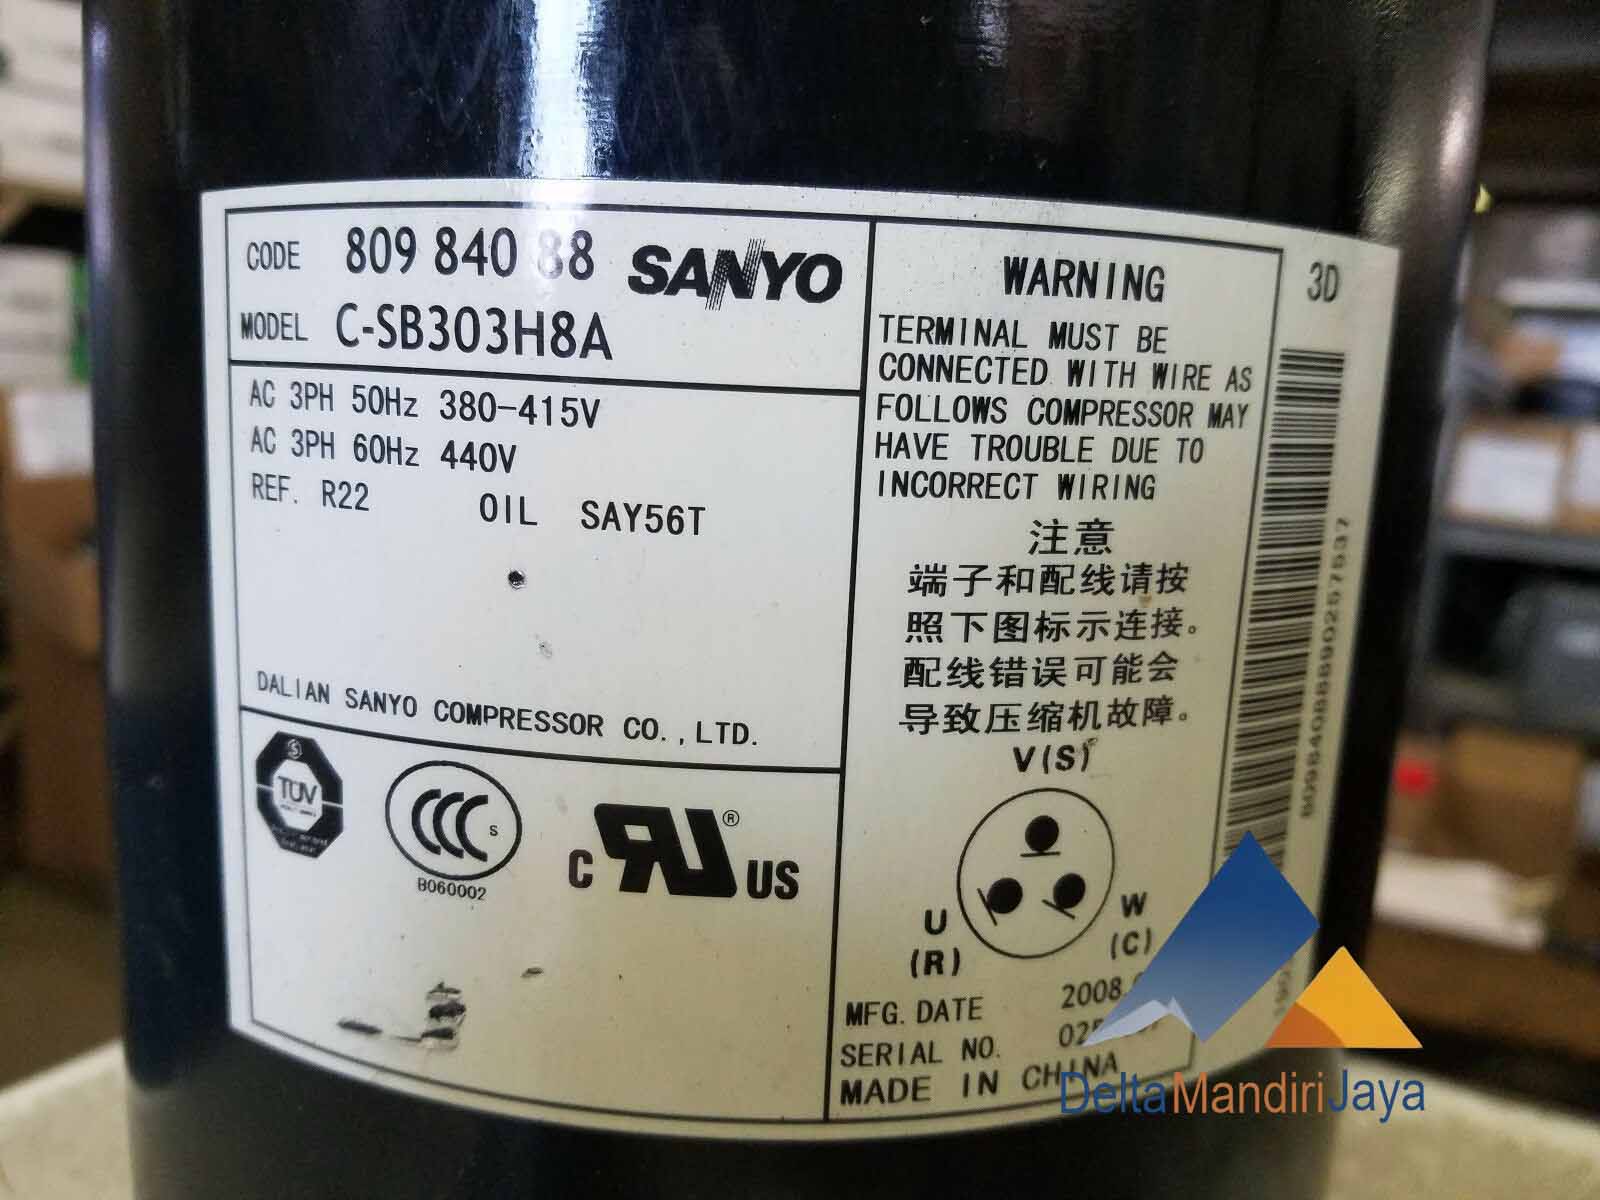 CODE 809 840 88 SANYO
MODEL C-SB303H8A
AC 3PH 50Hz 380-415V
AC 3PH 60Hz 440V
REF. R22 OIL SAY56T
DALIAN SANYO COMPRESSOR CO., LTD.
TÜV
CCC S
B060002
C RU ® US
WARNING
TERMINAL MUST BE
CONNECTED WITH WIRE AS
FOLLOWS COMPRESSOR MAY
HAVE TROUBLE DUE TO
INCORRECT WIRING
注意
端子和配线请按
照下图标示连接。
配线错误可能会
导致压缩机故障。
V(S)
U
(R)
W
(C)
MFG. DATE 2008.
SERIAL NO.
MADE IN CHINA
3D
DeltaMandiriJaya